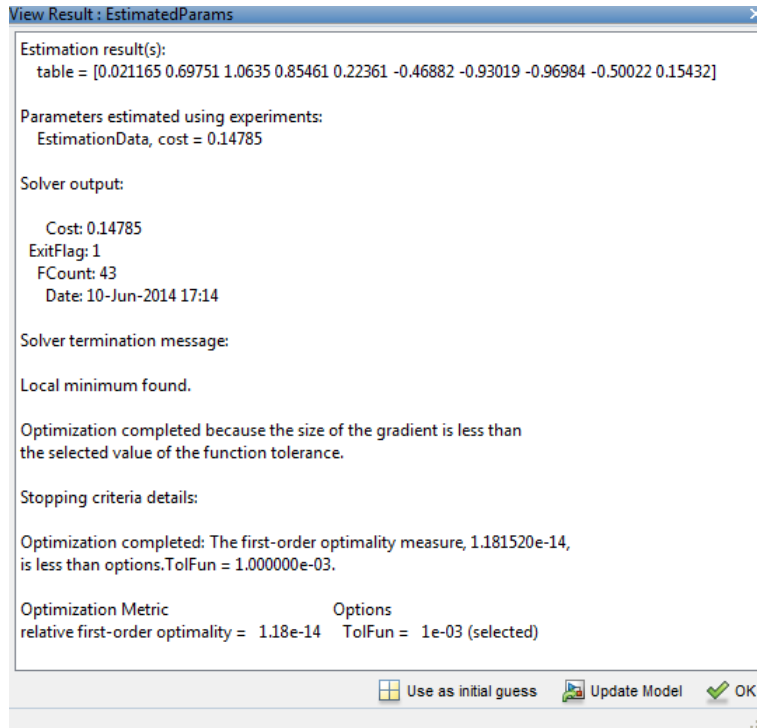 View Result : EstimatedParams
Estimation result(s):
table = [0.021165 0.69751 1.0635 0.85461 0.22361 -0.46882 -0.93019 -0.96984 -0.50022 0.15432]
Parameters estimated using experiments:
EstimationData, cost = 0.14785
Solver output:
Cost: 0.14785
ExitFlag: 1
FCount: 43
Date: 10-Jun-2014 17:14
Solver termination message:
Local minimum found.
Optimization completed because the size of the gradient is less than
the selected value of the function tolerance.
Stopping criteria details:
Optimization completed: The first-order optimality measure, 1.181520e-14,
is less than options.TolFun = 1.000000e-03.
Optimization Metric Options
relative first-order optimality = 1.18e-14 TolFun = 1e-03 (selected)
Use as initial guess Update Model OK